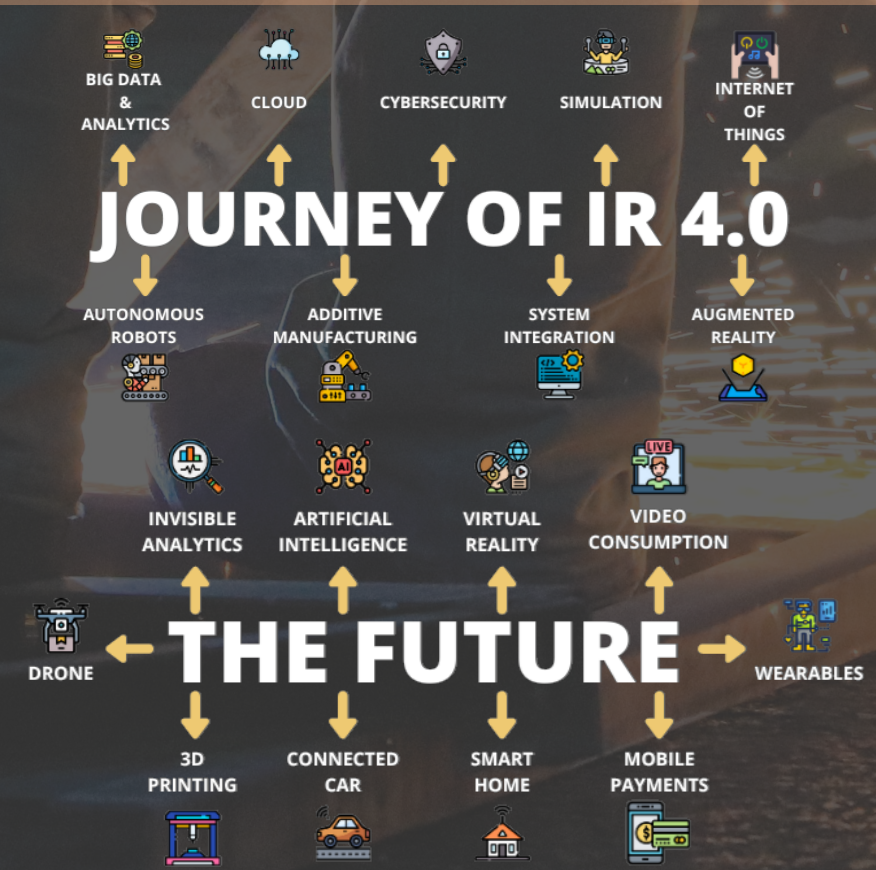 BIG DATA
&
ANALYTICS
CLOUD
CYBERSECURITY
SIMULATION
INTERNET
OF
THINGS
JOURNEY OF IR 4.0
AUTONOMOUS
ROBOTS
ADDITIVE
MANUFACTURING
SYSTEM
INTEGRATION
AUGMENTED
REALITY
</>
AI
LIVE
INVISIBLE
ANALYTICS
ARTIFICIAL
INTELLIGENCE
VIRTUAL
REALITY
VIDEO
CONSUMPTION
DRONE
THE FUTURE
WEARABLES
3D
PRINTING
CONNECTED
CAR
SMART
HOME
MOBILE
PAYMENTS
$